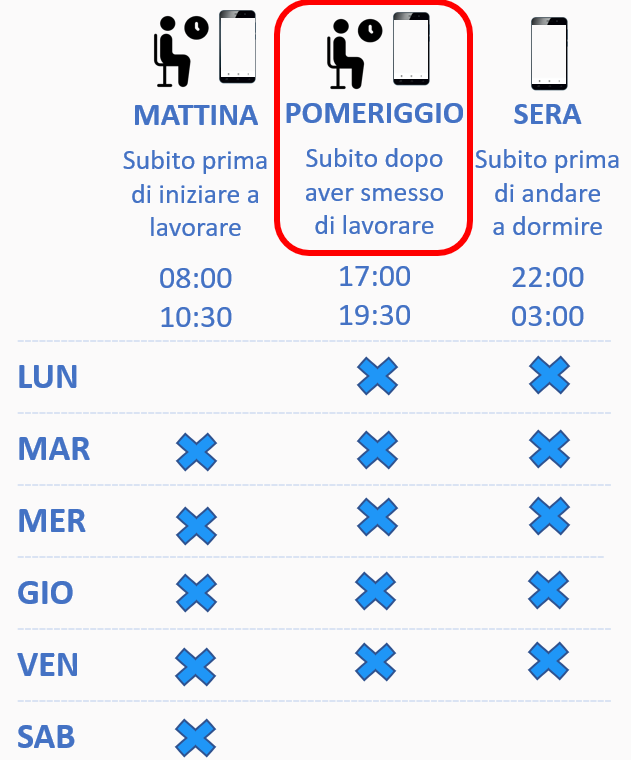 MATTINA
Subito prima
di iniziare a
lavorare
08:00
10:30
POMERIGGIO
Subito dopo
aver smesso
di lavorare
17:00
19:30
SERA
Subito prima
di andare
a dormire
22:00
03:00
LUN
MAR
MER
GIO
VEN
SAB